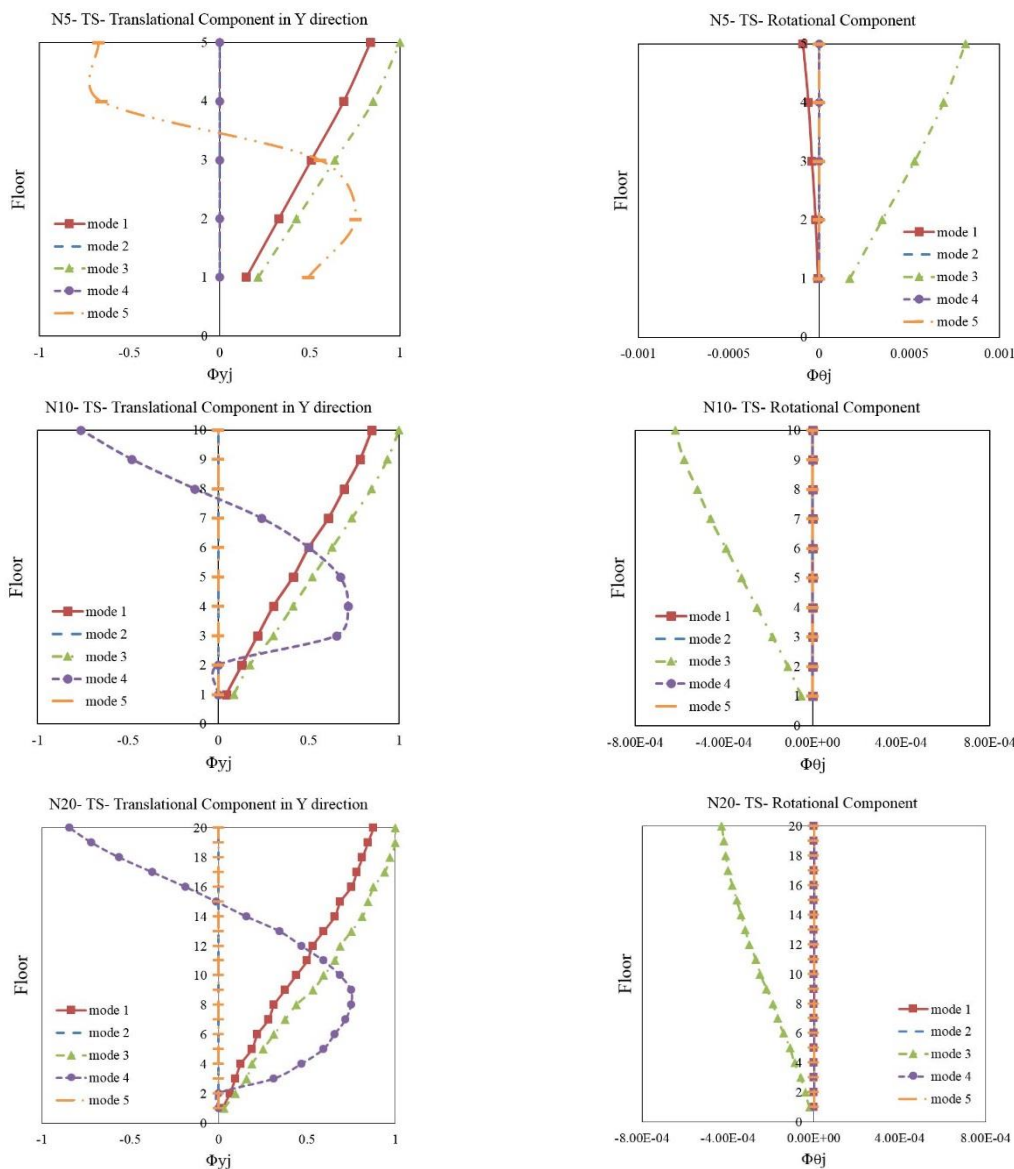 N5- TS- Translational Component in Y direction
5
4
3
2
1
0
Floor
mode 1
mode 2
mode 3
mode 4
mode 5
-1 -0.5 0 0.5 1
Φyj
N5- TS-Rotational Component
5
4
3
2
1
0
Floor
mode 1
mode 2
mode 3
mode 4
mode 5
-0.001 -0.0005 0 0.0005 0.001
Φθj
N10- TS- Translational Component in Y direction
10
9
8
7
6
5
4
3
2
1
0
Floor
mode 1
mode 2
mode 3
mode 4
mode 5
-1 -0.5 0 0.5 1
Φyj
N10- TS-Rotational Component
10
9
8
7
6
5
4
3
2
1
0
Floor
mode 1
mode 2
mode 3
mode 4
mode 5
-8.00E-04 -4.00E-04 0.00E+00 4.00E-04 8.00E-04
Φθj
N20- TS- Translational Component in Y direction
20
18
16
14
12
10
8
6
4
2
0
Floor
mode 1
mode 2
mode 3
mode 4
mode 5
-1 -0.5 0 0.5 1
Φyj
N20- TS- Rotational Component
20
18
16
14
12
10
8
6
4
2
0
Floor
mode 1
mode 2
mode 3
mode 4
mode 5
-8.00E-04 -4.00E-04 0.00E+00 4.00E-04 8.00E-04
Φθj